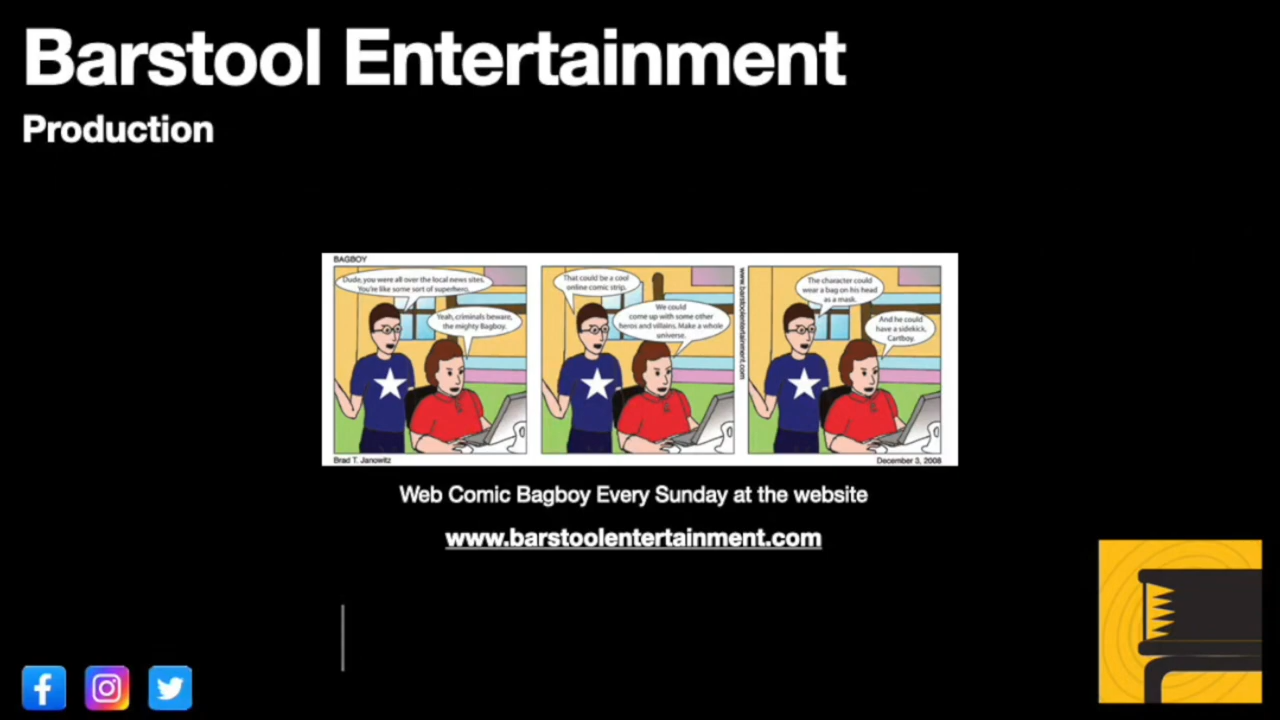 Barstool Entertainment
Production
BAGBOY
Dude, you were all over the local news sites.
You're like some sort of superhero.
Yeah, criminals beware,
the mighty Bagboy.
That could be a cool
online comic strip.
We could
come up with some other
heros and villains. Make a whole
universe.
www.barstoolentertainment.com
The character could
wear a bag on his head
as a mask.
And he could
have a sidekick,
Cartboy.
Brad T. Janowitz
December 3, 2008
Web Comic Bagboy Every Sunday at the website
www.barstoolentertainment.com